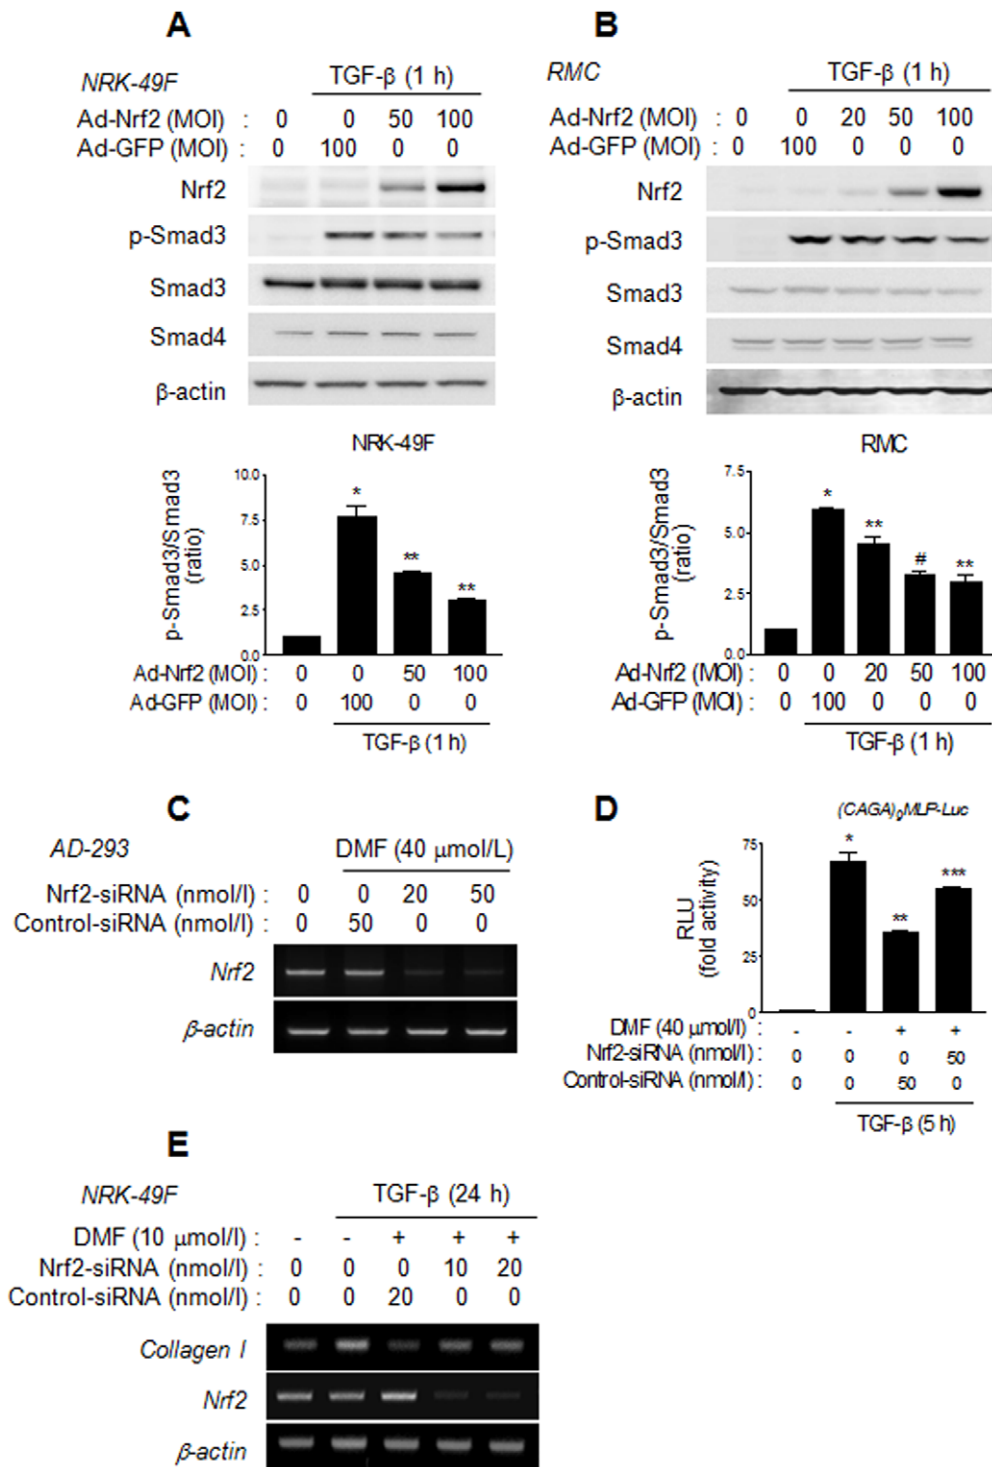 A
NRK-49F
TGF-β (1 h)
Ad-Nrf2 (MOI) : 0 0 50 100
Ad-GFP (MOI) : 0 100 0 0
Nrf2
p-Smad3
Smad3
Smad4
β-actin
NRK-49F
p-Smad3/Smad3
(ratio)
10.0
7.5
5.0
2.5
0.0
*
**
**
Ad-Nrf2 (MOI) : 0 0 50 100
Ad-GFP (MOI) : 0 100 0 0
TGF-β (1 h)
B
RMC
TGF-β (1 h)
Ad-Nrf2 (MOI) : 0 0 20 50 100
Ad-GFP (MOI) : 0 100 0 0 0
Nrf2
p-Smad3
Smad3
Smad4
β-actin
RMC
p-Smad3/Smad3
(ratio)
7.5
5.0
2.5
0.0
*
**
#
**
Ad-Nrf2 (MOI) : 0 0 20 50 100
Ad-GFP (MOI) : 0 100 0 0 0
TGF-β (1 h)
C
AD-293
DMF (40 μmol/L)
Nrf2-siRNA (nmol/l) : 0 0 20 50
Control-siRNA (nmol/l) : 0 50 0 0
Nrf2
β-actin
D
(CAGA)₉MLP-Luc
RLU
(fold activity)
75
50
25
0
*
**
***
DMF (40 μmol/l) : - - + +
Nrf2-siRNA (nmol/l) : 0 0 0 50
Control-siRNA (nmol/l) : 0 0 50 0
TGF-β (5 h)
E
NRK-49F
TGF-β (24 h)
DMF (10 μmol/l) : - - + + +
Nrf2-siRNA (nmol/l) : 0 0 0 10 20
Control-siRNA (nmol/l) : 0 0 20 0 0
Collagen I
Nrf2
β-actin